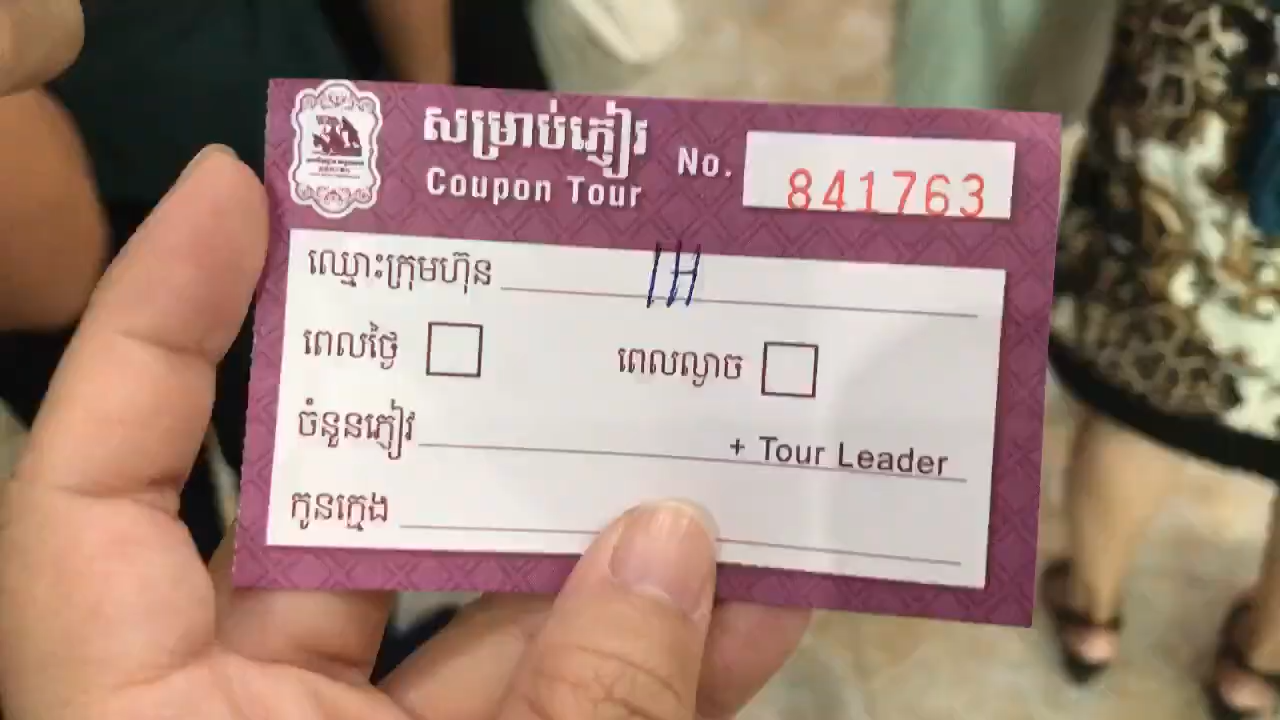 សម្រាប់ភ្ញៀវ
Coupon Tour
No. 841763
ឈ្មោះក្រុមហ៊ុន 1H
ពេលថ្ងៃ ពេលល្ងាច
ចំនួនភ្ញៀវ + Tour Leader
កូនក្មេង